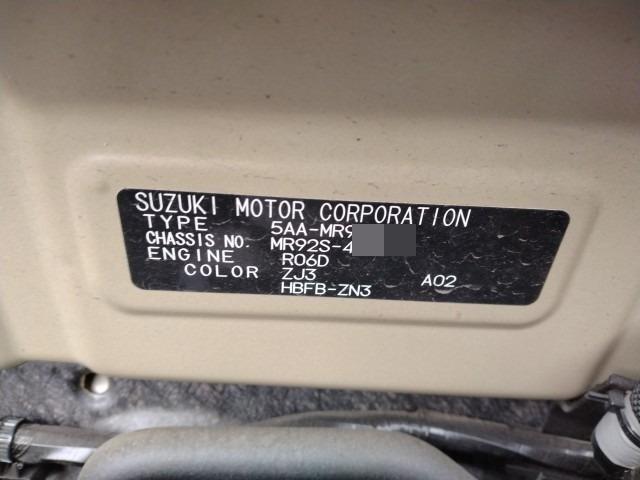 SUZUKI MOTOR CORPORATION
TYPE 5AA-MR9
CHASSIS NO. MR92S-4
ENGINE R06D
COLOR ZJ3 A02
HBFB-ZN3